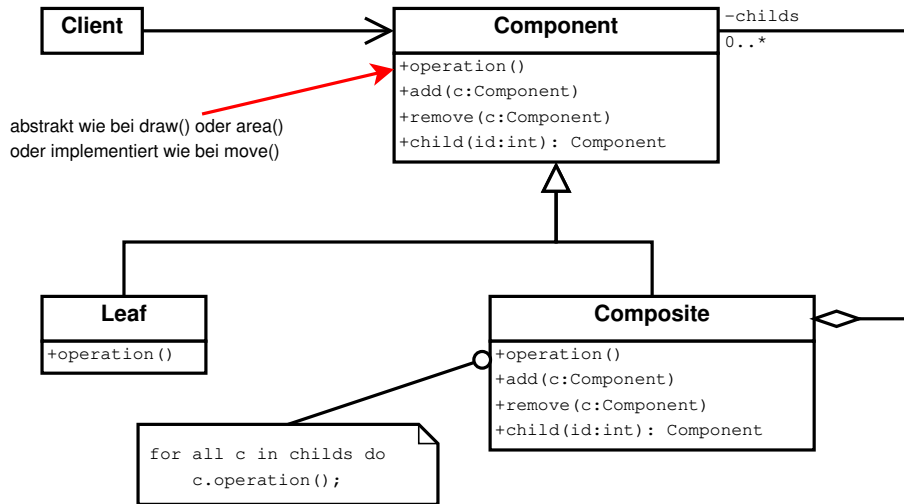 Client
Component
−childs
0..*
+operation()
+add(c:Component)
+remove(c:Component)
+child(id:int): Component
abstrakt wie bei draw() oder area()
oder implementiert wie bei move()
Leaf
+operation()
Composite
+operation()
+add(c:Component)
+remove(c:Component)
+child(id:int): Component
for all c in childs do
c.operation();